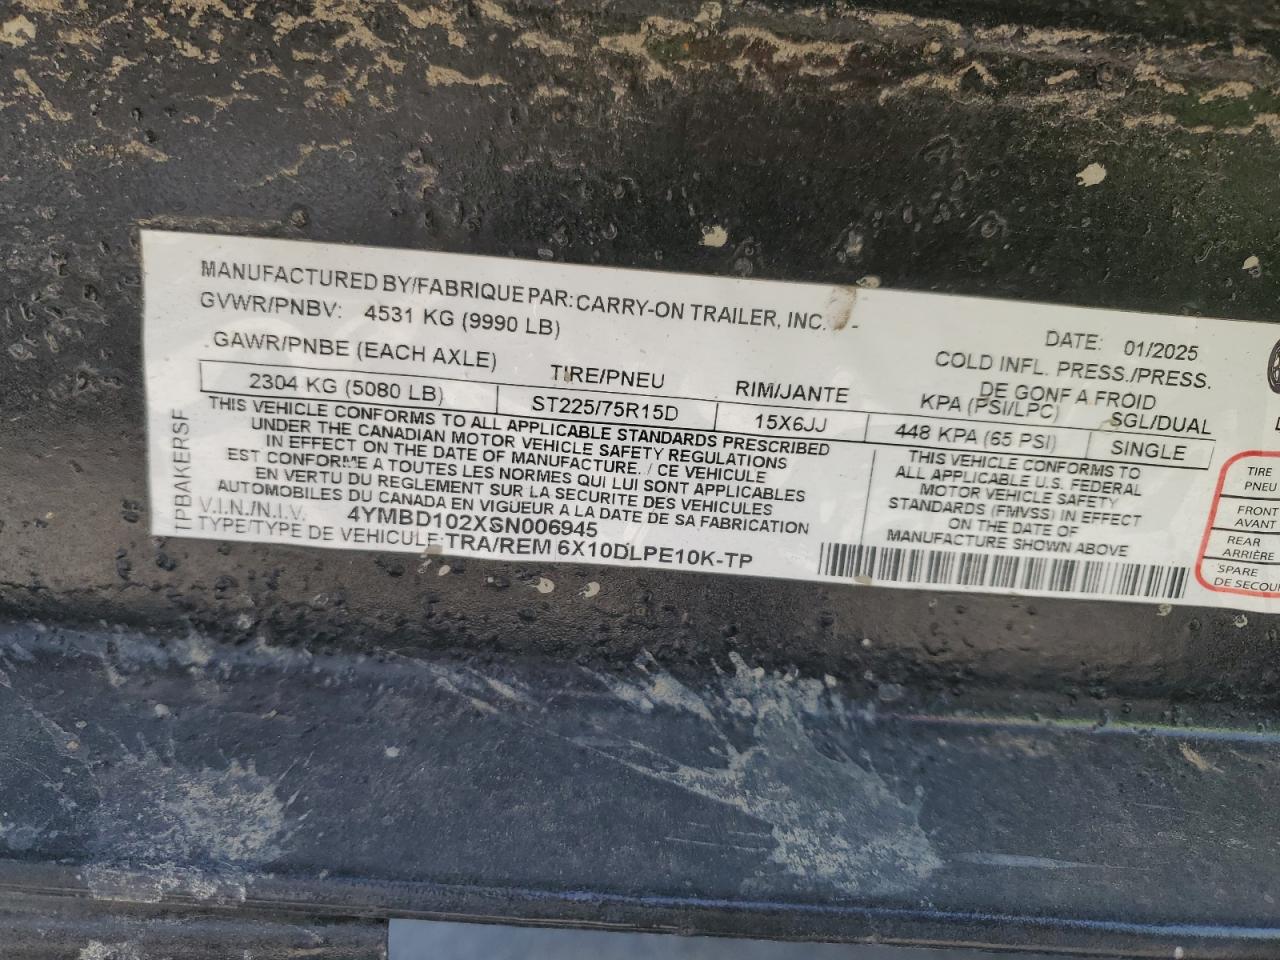 MANUFACTURED BY/FABRIQUE PAR: CARRY-ON TRAILER, INC.
GVWR/PNBV: 4531 KG (9990 LB)
DATE: 01/2025
GAWR/PNBE (EACH AXLE)
TIRE/PNEU
RIM/JANTE
COLD INFL. PRESS./PRESS.
DE GONF A FROID
KPA (PSI/LPC)
SGL/DUAL
2304 KG (5080 LB)
ST225/75R15D
15X6JJ
448 KPA (65 PSI)
SINGLE
THIS VEHICLE CONFORMS TO ALL APPLICABLE STANDARDS PRESCRIBED
UNDER THE CANADIAN MOTOR VEHICLE SAFETY REGULATIONS
IN EFFECT ON THE DATE OF MANUFACTURE. / CE VEHICULE
EST CONFORME A TOUTES LES NORMES QUI LUI SONT APPLICABLES
EN VERTU DU REGLEMENT SUR LA SECURITE DES VEHICULES
AUTOMOBILES DU CANADA EN VIGUEUR A LA DATE DE SA FABRICATION
THIS VEHICLE CONFORMS TO
ALL APPLICABLE U.S. FEDERAL
MOTOR VEHICLE SAFETY
STANDARDS (FMVSS) IN EFFECT
ON THE DATE OF
MANUFACTURE SHOWN ABOVE
V.I.N./N.I.V. 4YMBD102XSN006945
TYPE/TYPE DE VEHICULE: TRA/REM 6X10DLPE10K-TP
TPBAKERSF
TIRE
PNEU
FRONT
AVANT
REAR
ARRIÈRE
SPARE
DE